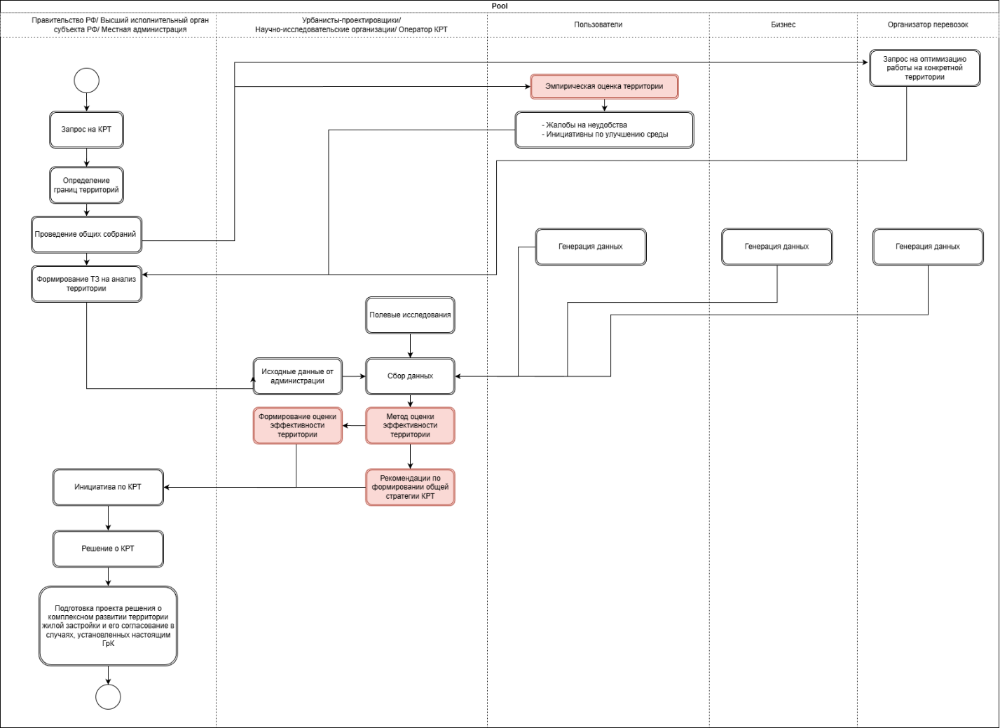 Pool
Правительство РФ/ Высший исполнительный орган
субъекта РФ/ Местная администрация
Урбанисты-проектировщики/
Научно-исследовательские организации/ Оператор КРТ
Пользователи
Бизнес
Организатор перевозок
Запрос на оптимизацию
работы на конкретной
территории
Эмпирическая оценка территории
- Жалобы на неудобства
- Инициативны по улучшению среды
Запрос на КРТ
Определение
границ территорий
Проведение общих собраний
Формирование ТЗ на анализ
территории
Генерация данных
Генерация данных
Генерация данных
Полевые исследования
Исходные данные от
администрации
Сбор данных
Формирование оценки
эффективности
территории
Метод оценки
эффективности
территории
Рекомендации по
формировании общей
стратегии КРТ
Инициатива по КРТ
Решение о КРТ
Подготовка проекта решения о
комплексном развитии территории
жилой застройки и его согласование в
случаях, установленных настоящим
ГрК